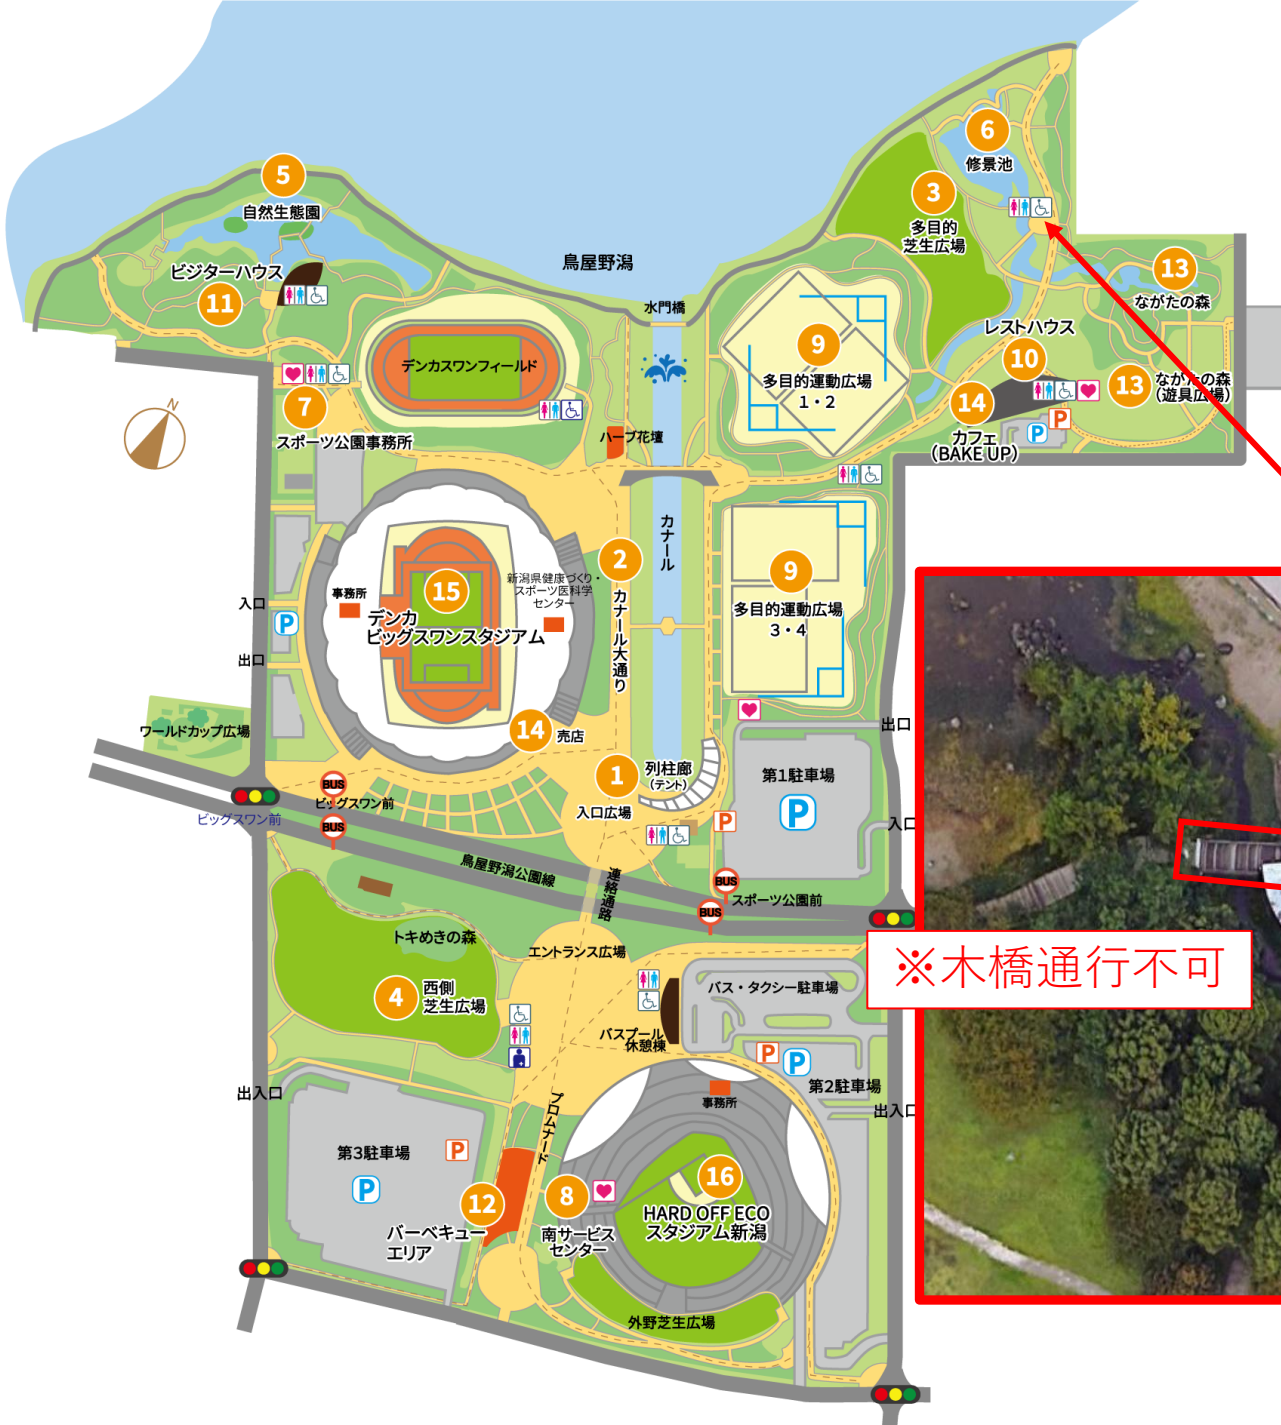 6
修景池
5
自然生態園
3
多目的
芝生広場
鳥屋野潟
ビジターハウス
11
13
ながたの森
水門橋
レストハウス
10
9
多目的運動広場
1・2
デンカスワンフィールド
13
ながたの森
(遊具広場)
14
カフェ
(BAKE UP)
P
P
N
7
スポーツ公園事務所
ハーブ花壇
カナール
2
カナール大通り
9
多目的運動広場
3・4
15
事務所
新潟県健康づくり・
スポーツ医科学
センター
デンカ
ビッグスワンスタジアム
入口
P
出口
ワールドカップ広場
14
売店
1
入口広場
列柱廊
(テント)
第1駐車場
P
P
出口
入口
BUS
ビッグスワン前
BUS
ビッグスワン前
鳥屋野潟公園線
連絡通路
BUS
スポーツ公園前
BUS
トキめきの森
エントランス広場
4
西側
芝生広場
バス・タクシー駐車場
バスプール
休憩棟
P
P
第2駐車場
※木橋通行不可
出入口
出入口
事務所
プロムナード
第3駐車場
P
P
12
バーベキュー
エリア
8
南サービス
センター
16
HARD OFF ECO
スタジアム新潟
外野芝生広場